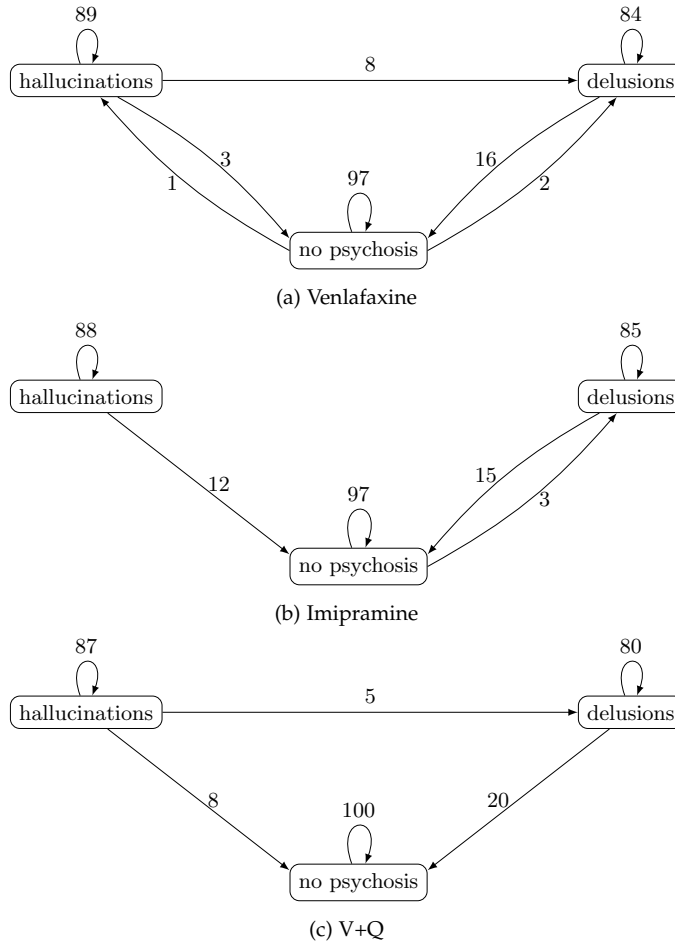 89
84
hallucinations
8
delusions
3
16
1
97
2
no psychosis
(a) Venlafaxine
88
85
hallucinations
delusions
12
97
15
3
no psychosis
(b) Imipramine
87
80
hallucinations
5
delusions
8
100
20
no psychosis
(c) V+Q